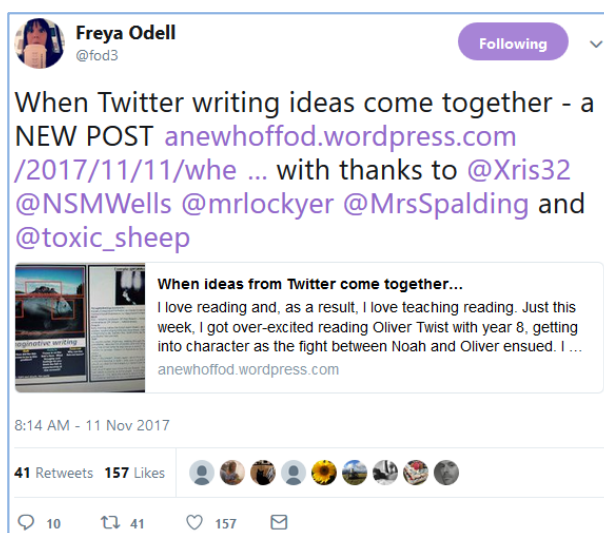 Freya Odell
@fod3
Following
When Twitter writing ideas come together - a
NEW POST anewhoffod.wordpress.com
/2017/11/11/whe ... with thanks to @Xris32
@NSMWells @mrlockyer @MrsSpalding and
@toxic_sheep
aginative writing
When ideas from Twitter come together...
I love reading and, as a result, I love teaching reading. Just this
week, I got over-excited reading Oliver Twist with year 8, getting
into character as the fight between Noah and Oliver ensued. I ...
anewhoffod.wordpress.com
8:14 AM - 11 Nov 2017
41 Retweets 157 Likes
10 41 157